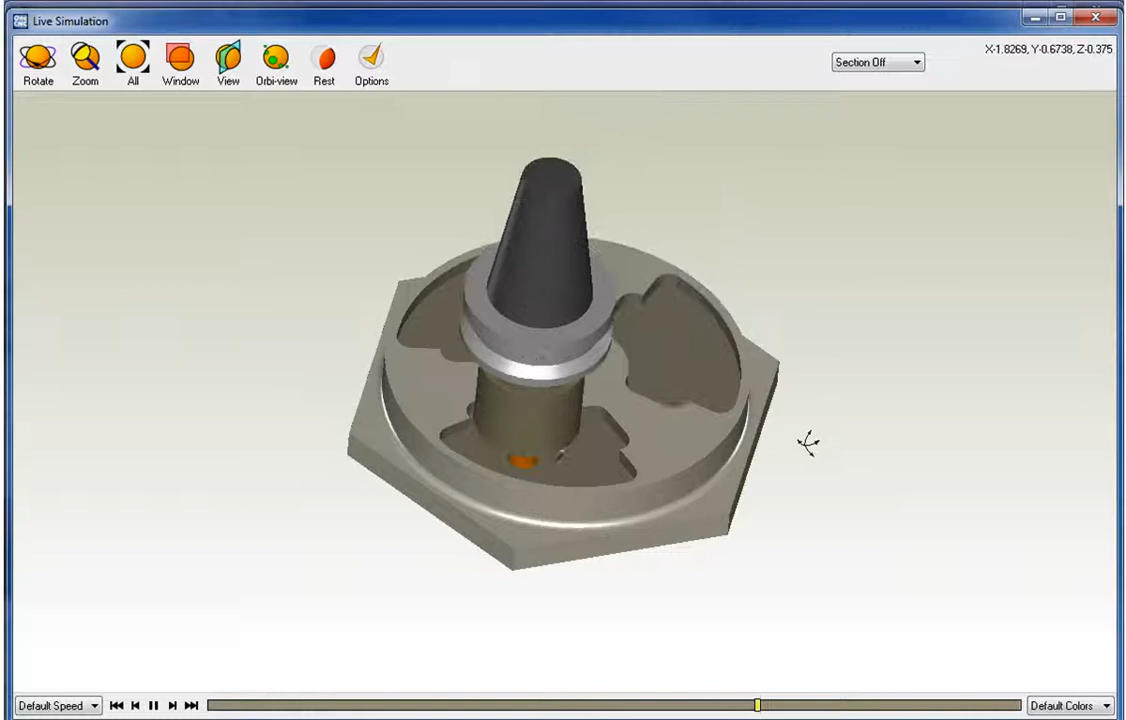 Live Simulation
X-1.8269, Y-0.6738, Z-0.375
Section Off
Rotate Zoom All Window View Orbi-view Rest Options
Default Speed
Default Colors